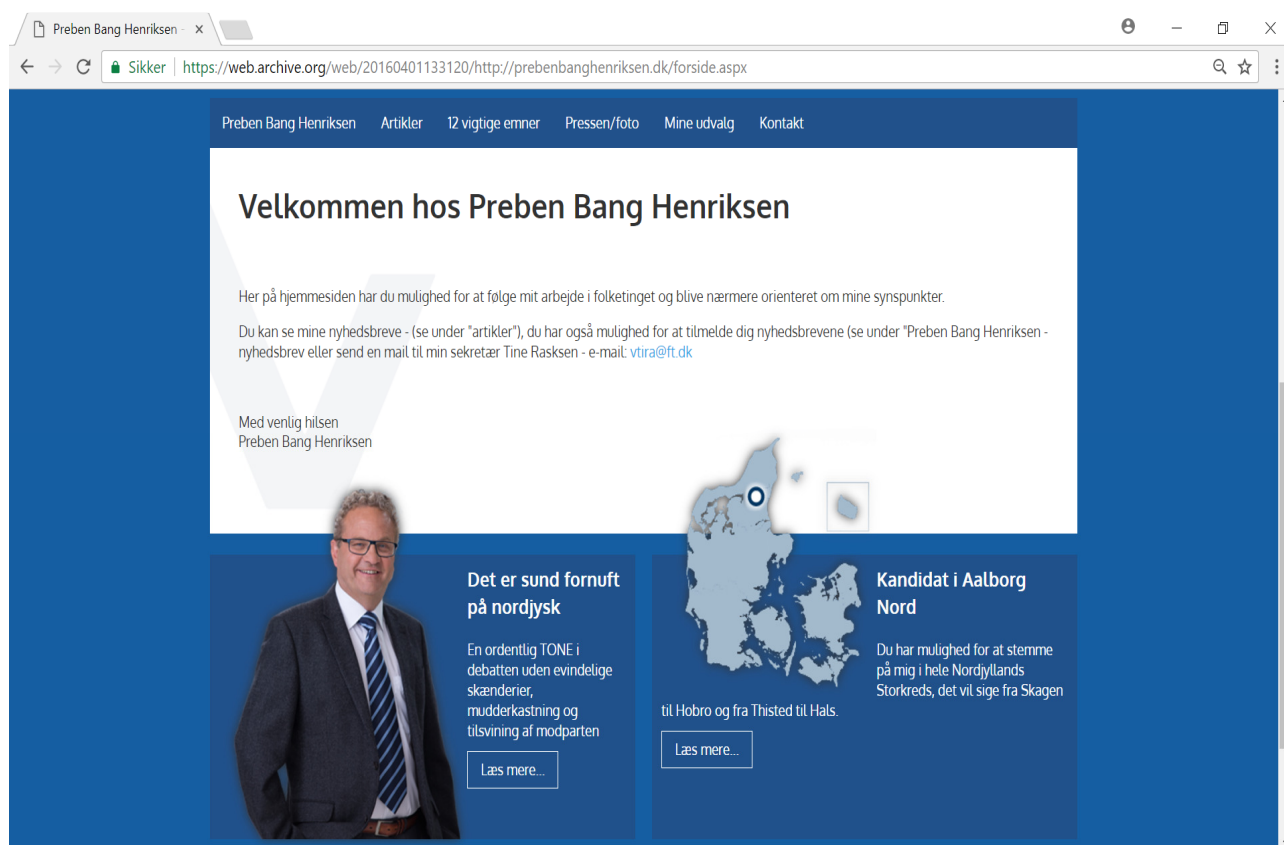 Preben Bang Henriksen -
Sikker https://web.archive.org/web/20160401133120/http://prebenbanghenriksen.dk/forside.aspx
Preben Bang Henriksen Artikler 12 vigtige emner Pressen/foto Mine udvalg Kontakt
Velkommen hos Preben Bang Henriksen
Her på hjemmesiden har du mulighed for at følge mit arbejde i folketinget og blive nærmere orienteret om mine synspunkter.
Du kan se mine nyhedsbreve - (se under "artikler"), du har også mulighed for at tilmelde dig nyhedsbrevene (se under "Preben Bang Henriksen -
nyhedsbrev eller send en mail til min sekretær Tine Rasksen - e-mail: vtira@ft.dk
Med venlig hilsen
Preben Bang Henriksen
Det er sund fornuft
på nordjysk
En ordentlig TONE i
debatten uden evindelige
skænderier,
mudderkastning og
tilsvining af modparten
Læs mere...
Kandidat i Aalborg
Nord
Du har mulighed for at stemme
på mig i hele Nordjyllands
Storkreds, det vil sige fra Skagen
til Hobro og fra Thisted til Hals.
Læs mere...